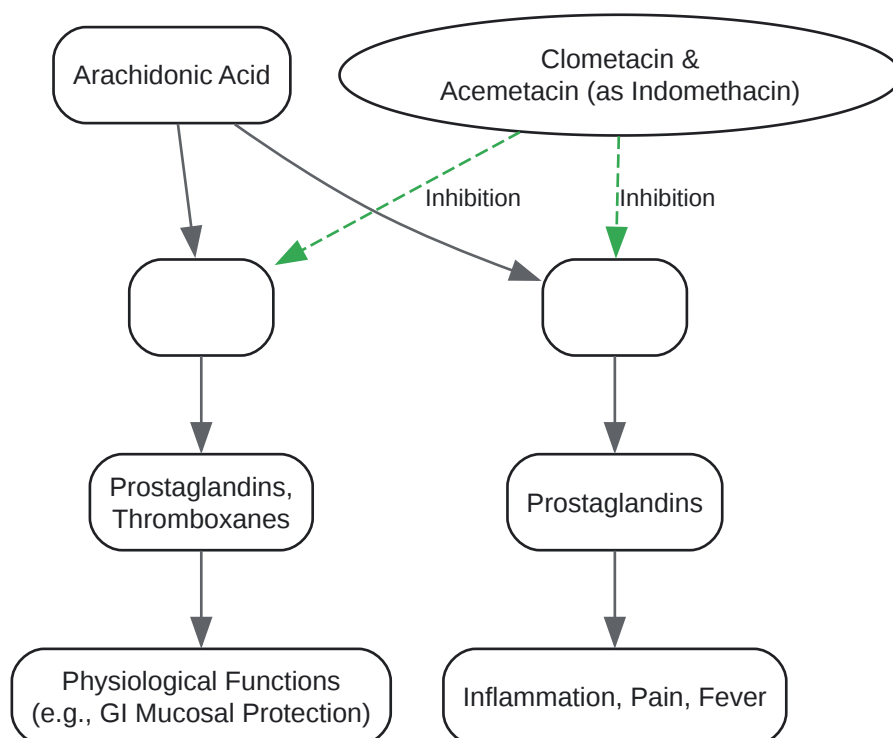 Arachidonic Acid
Clometacin &
Acemetacin (as Indomethacin)
Inhibition
Inhibition
Prostaglandins,
Thromboxanes
Prostaglandins
Physiological Functions
(e.g., GI Mucosal Protection)
Inflammation, Pain, Fever